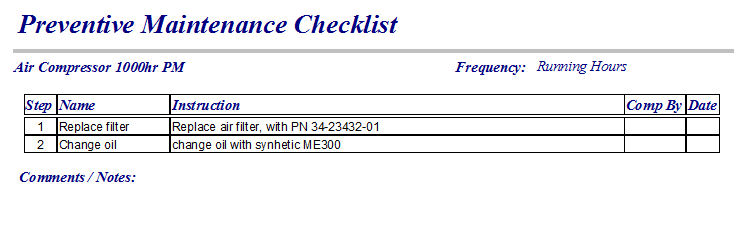 Preventive Maintenance Checklist
Air Compressor 1000hr PM Frequency: Running Hours
Step Name Instruction Comp By Date
1 Replace filter Replace air filter, with PN 34-23432-01
2 Change oil change oil with synhetic ME300
Comments / Notes: